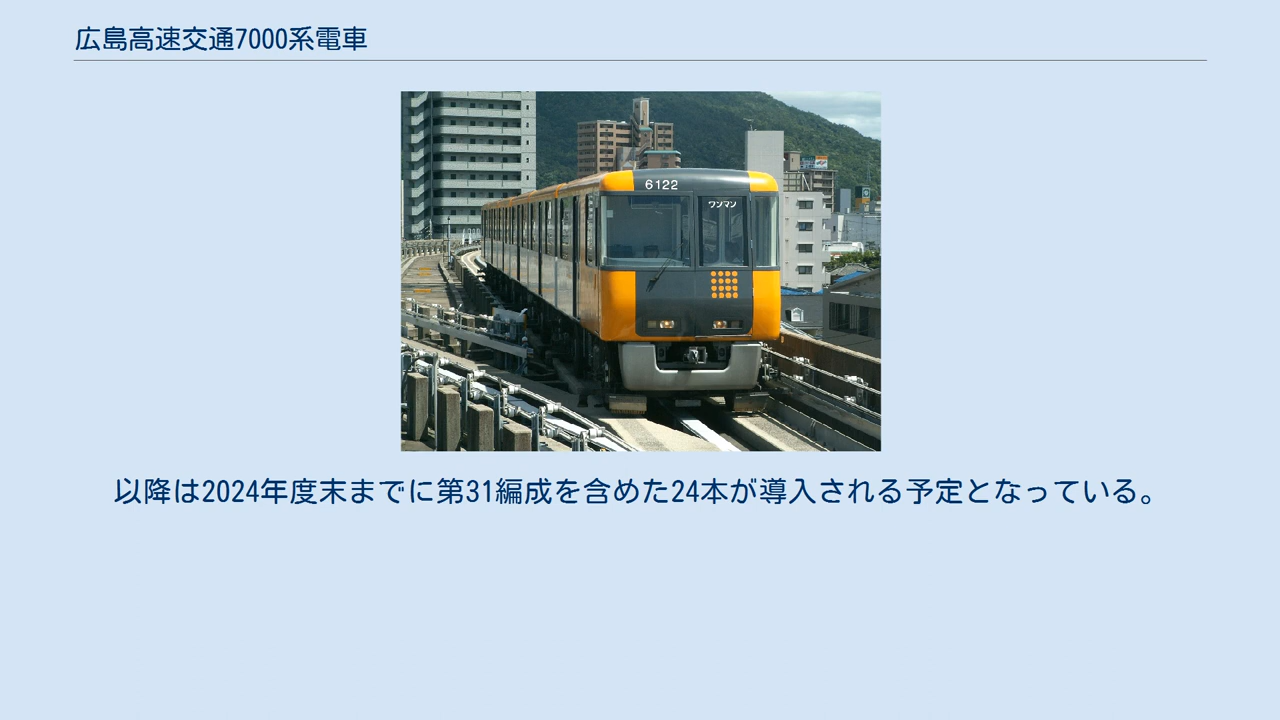 広島高速交通7000系電車
6122
ワンマン
以降は2024年度末までに第31編成を含めた24本が導入される予定となっている。